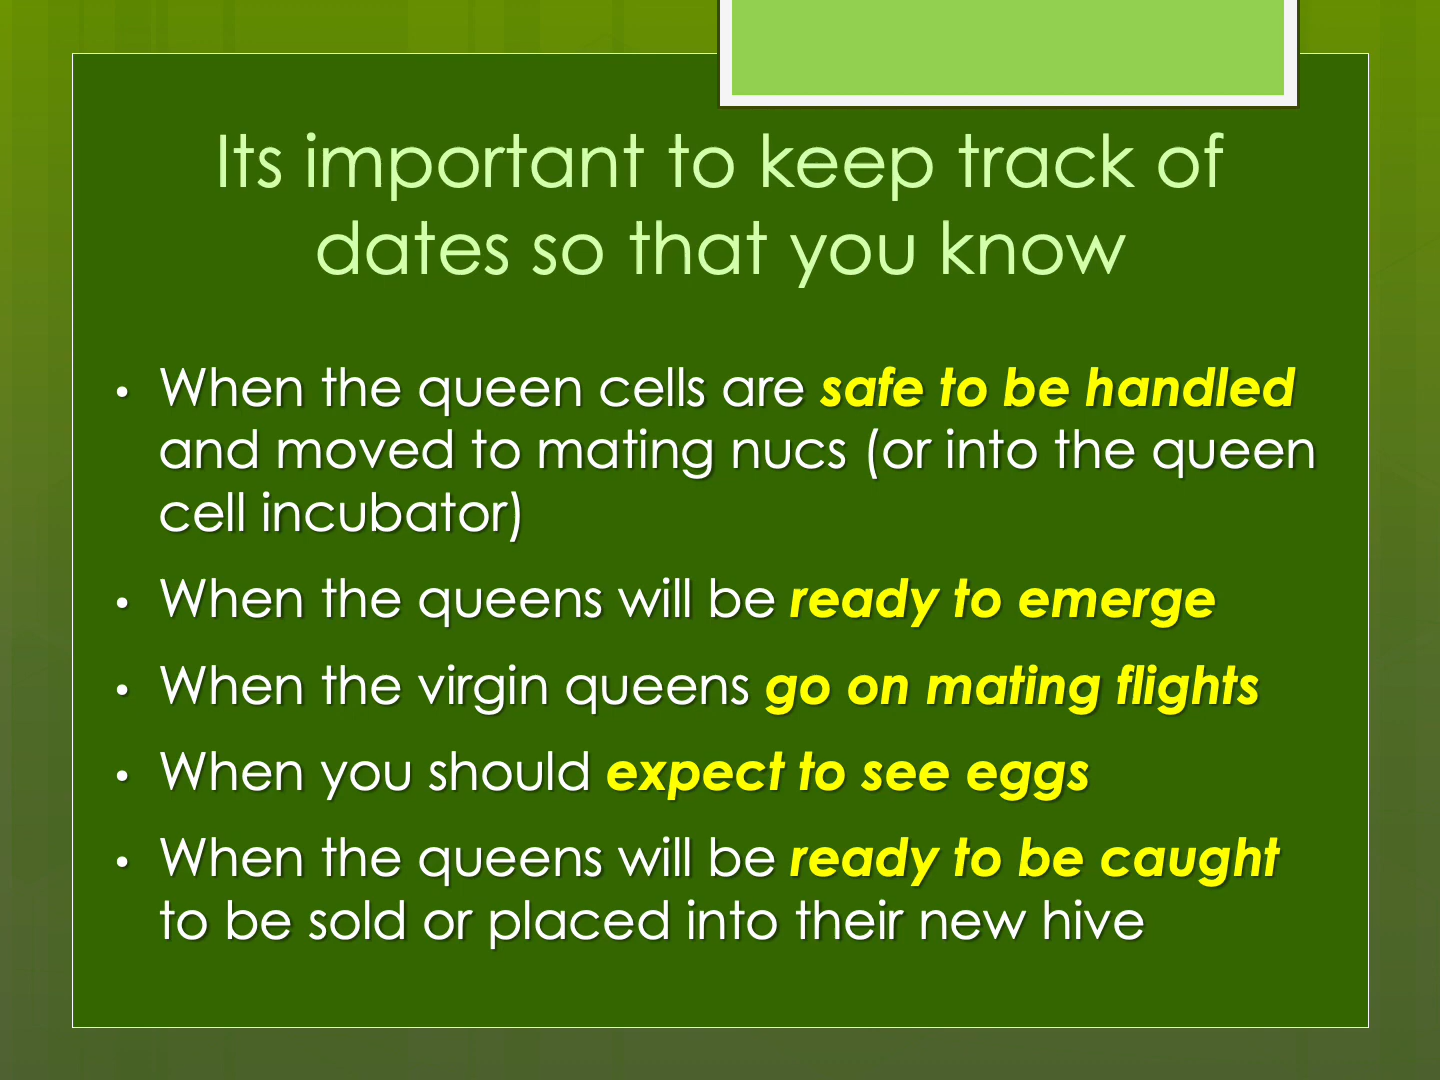 Its important to keep track of
dates so that you know
• When the queen cells are safe to be handled
and moved to mating nucs (or into the queen
cell incubator)
• When the queens will be ready to emerge
• When the virgin queens go on mating flights
• When you should expect to see eggs
• When the queens will be ready to be caught
to be sold or placed into their new hive